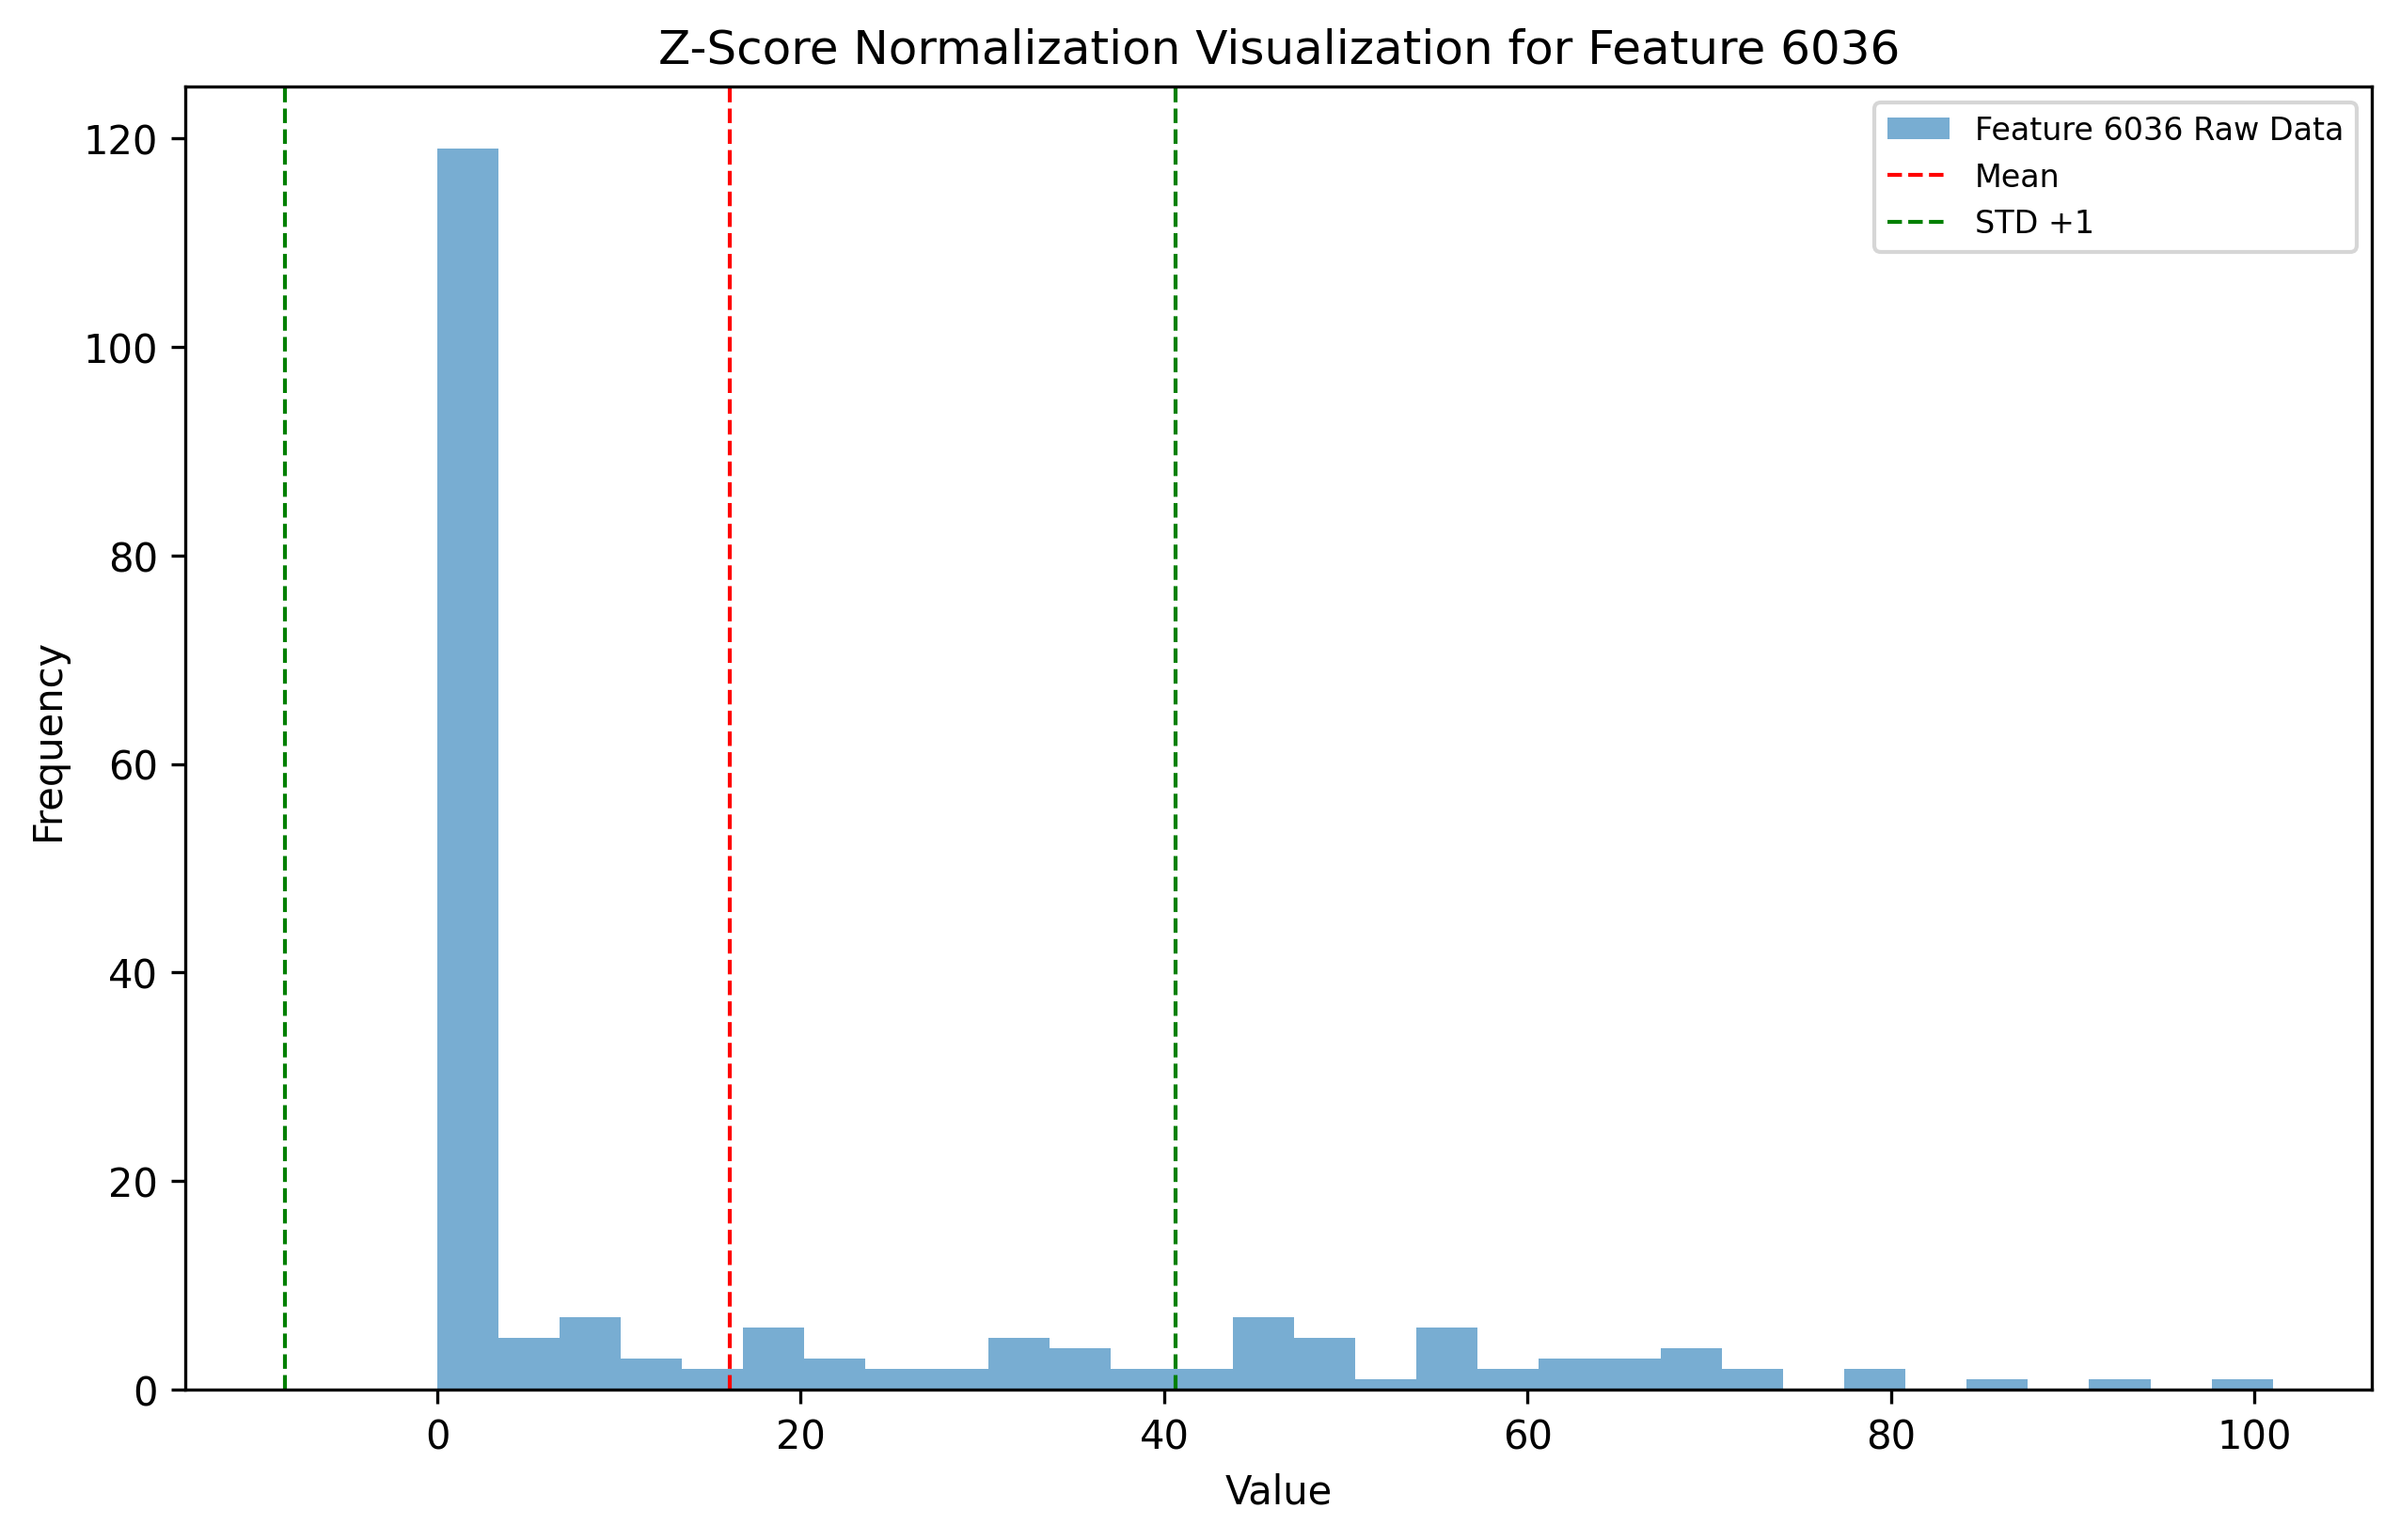 Z-Score Normalization Visualization for Feature 6036
Feature 6036 Raw Data
Mean
STD +1
120
100
80
60
40
20
0
Frequency
0 20 40 60 80 100
Value